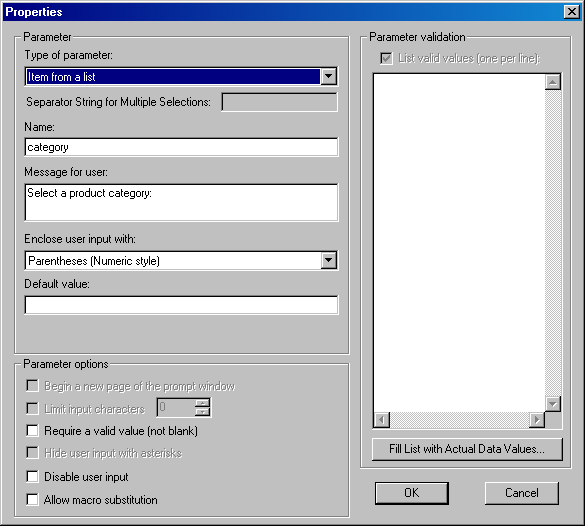 Properties
Parameter
Type of parameter:
Item from a list
Separator String for Multiple Selections:
Name:
category
Message for user:
Select a product category:
Enclose user input with:
Parentheses (Numeric style)
Default value:
Parameter options
Begin a new page of the prompt window
Limit input characters
0
Require a valid value (not blank)
Hide user input with asterisks
Disable user input
Allow macro substitution
Parameter validation
List valid values (one per line):
Fill List with Actual Data Values...
OK
Cancel